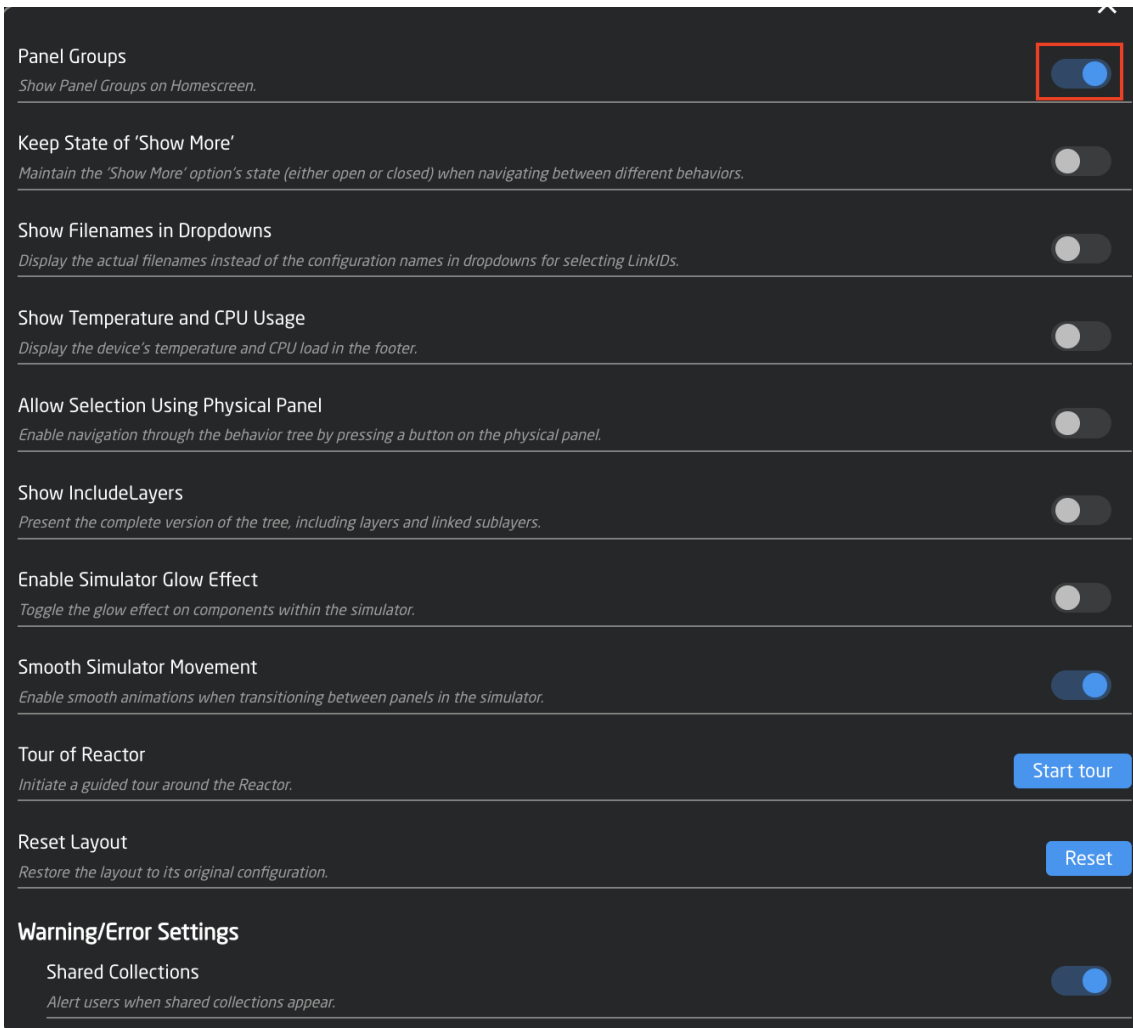 Panel Groups
Show Panel Groups on Homescreen.
Keep State of 'Show More'
Maintain the 'Show More' option's state (either open or closed) when navigating between different behaviors.
Show Filenames in Dropdowns
Display the actual filenames instead of the configuration names in dropdowns for selecting LinkIDs.
Show Temperature and CPU Usage
Display the device's temperature and CPU load in the footer.
Allow Selection Using Physical Panel
Enable navigation through the behavior tree by pressing a button on the physical panel.
Show IncludeLayers
Present the complete version of the tree, including layers and linked sublayers.
Enable Simulator Glow Effect
Toggle the glow effect on components within the simulator.
Smooth Simulator Movement
Enable smooth animations when transitioning between panels in the simulator.
Tour of Reactor
Start tour
Initiate a guided tour around the Reactor.
Reset Layout
Reset
Restore the layout to its original configuration.
Warning/Error Settings
Shared Collections
Alert users when shared collections appear.